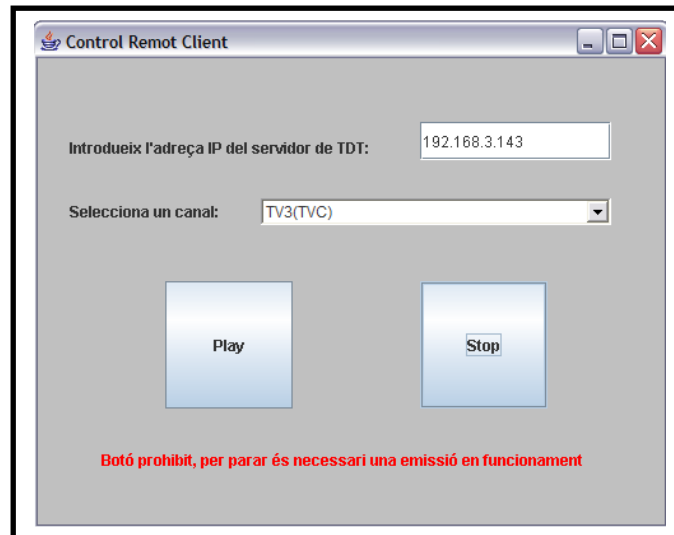 Control Remot Client
Introdueix l'adreça IP del servidor de TDT: 192.168.3.143
Selecciona un canal: TV3(TVC)
Play Stop
Botó prohibit, per parar és necessari una emissió en funcionament